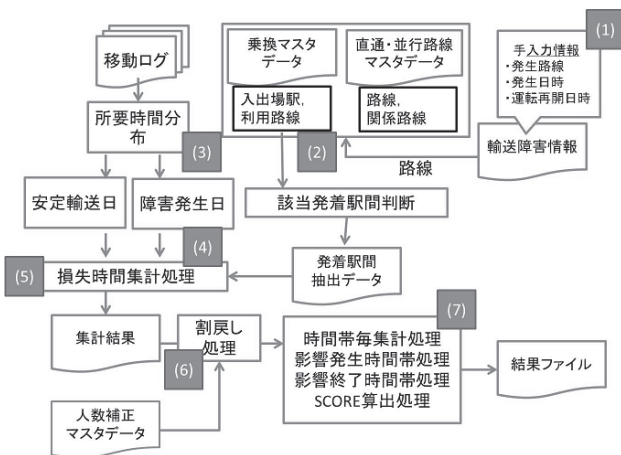 移動ログ
乗換マスタ
データ
直通・並行路線
マスタデータ
入出場駅,
利用路線
路線,
関係路線
(1)
手入力情報
・発生路線
・発生日時
・運転再開日時
輸送障害情報
路線
(2)
所要時間分
布
(3)
安定輸送日
障害発生日
該当発着駅間判断
(4)
(5)
損失時間集計処理
発着駅間
抽出データ
集計結果
割戻し
処理
(6)
(7)
時間帯毎集計処理
影響発生時間帯処理
影響終了時間帯処理
SCORE算出処理
結果ファイル
人数補正
マスタデータ